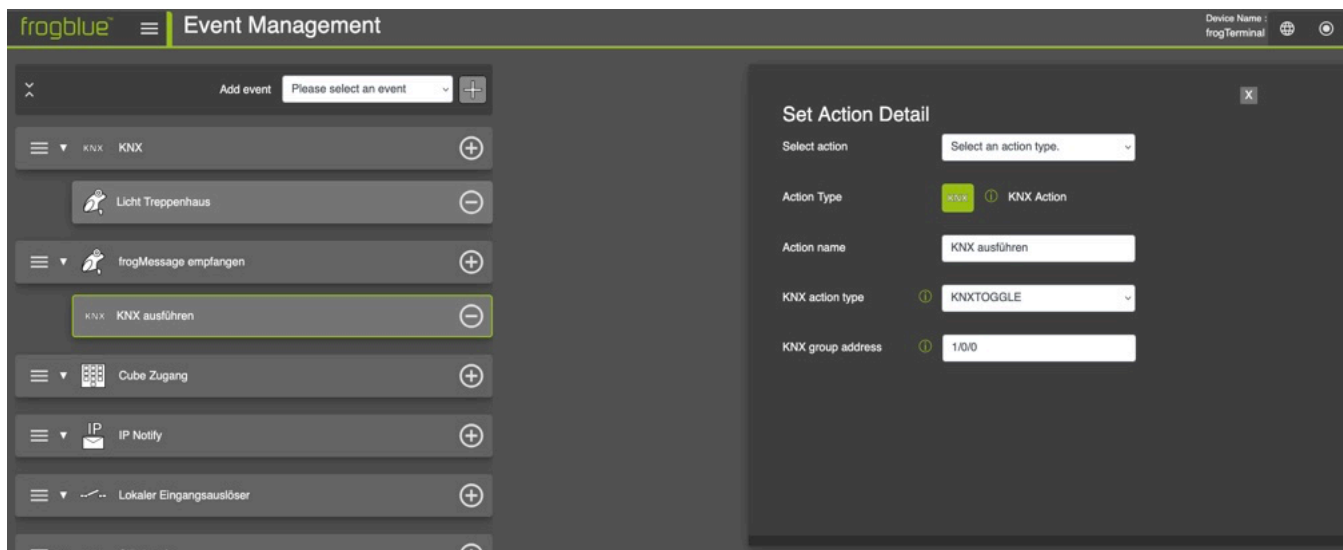 frogblue™
Event Management
Device Name :
frogTerminal
Add event
Please select an event
KNX KNX
Licht Treppenhaus
frogMessage empfangen
KNX KNX ausführen
Cube Zugang
IP
IP Notify
Lokaler Eingangsauslöser
X
Set Action Detail
Select action
Select an action type.
Action Type
KNX
KNX Action
Action name
KNX ausführen
KNX action type
KNXTOGGLE
KNX group address
1/0/0